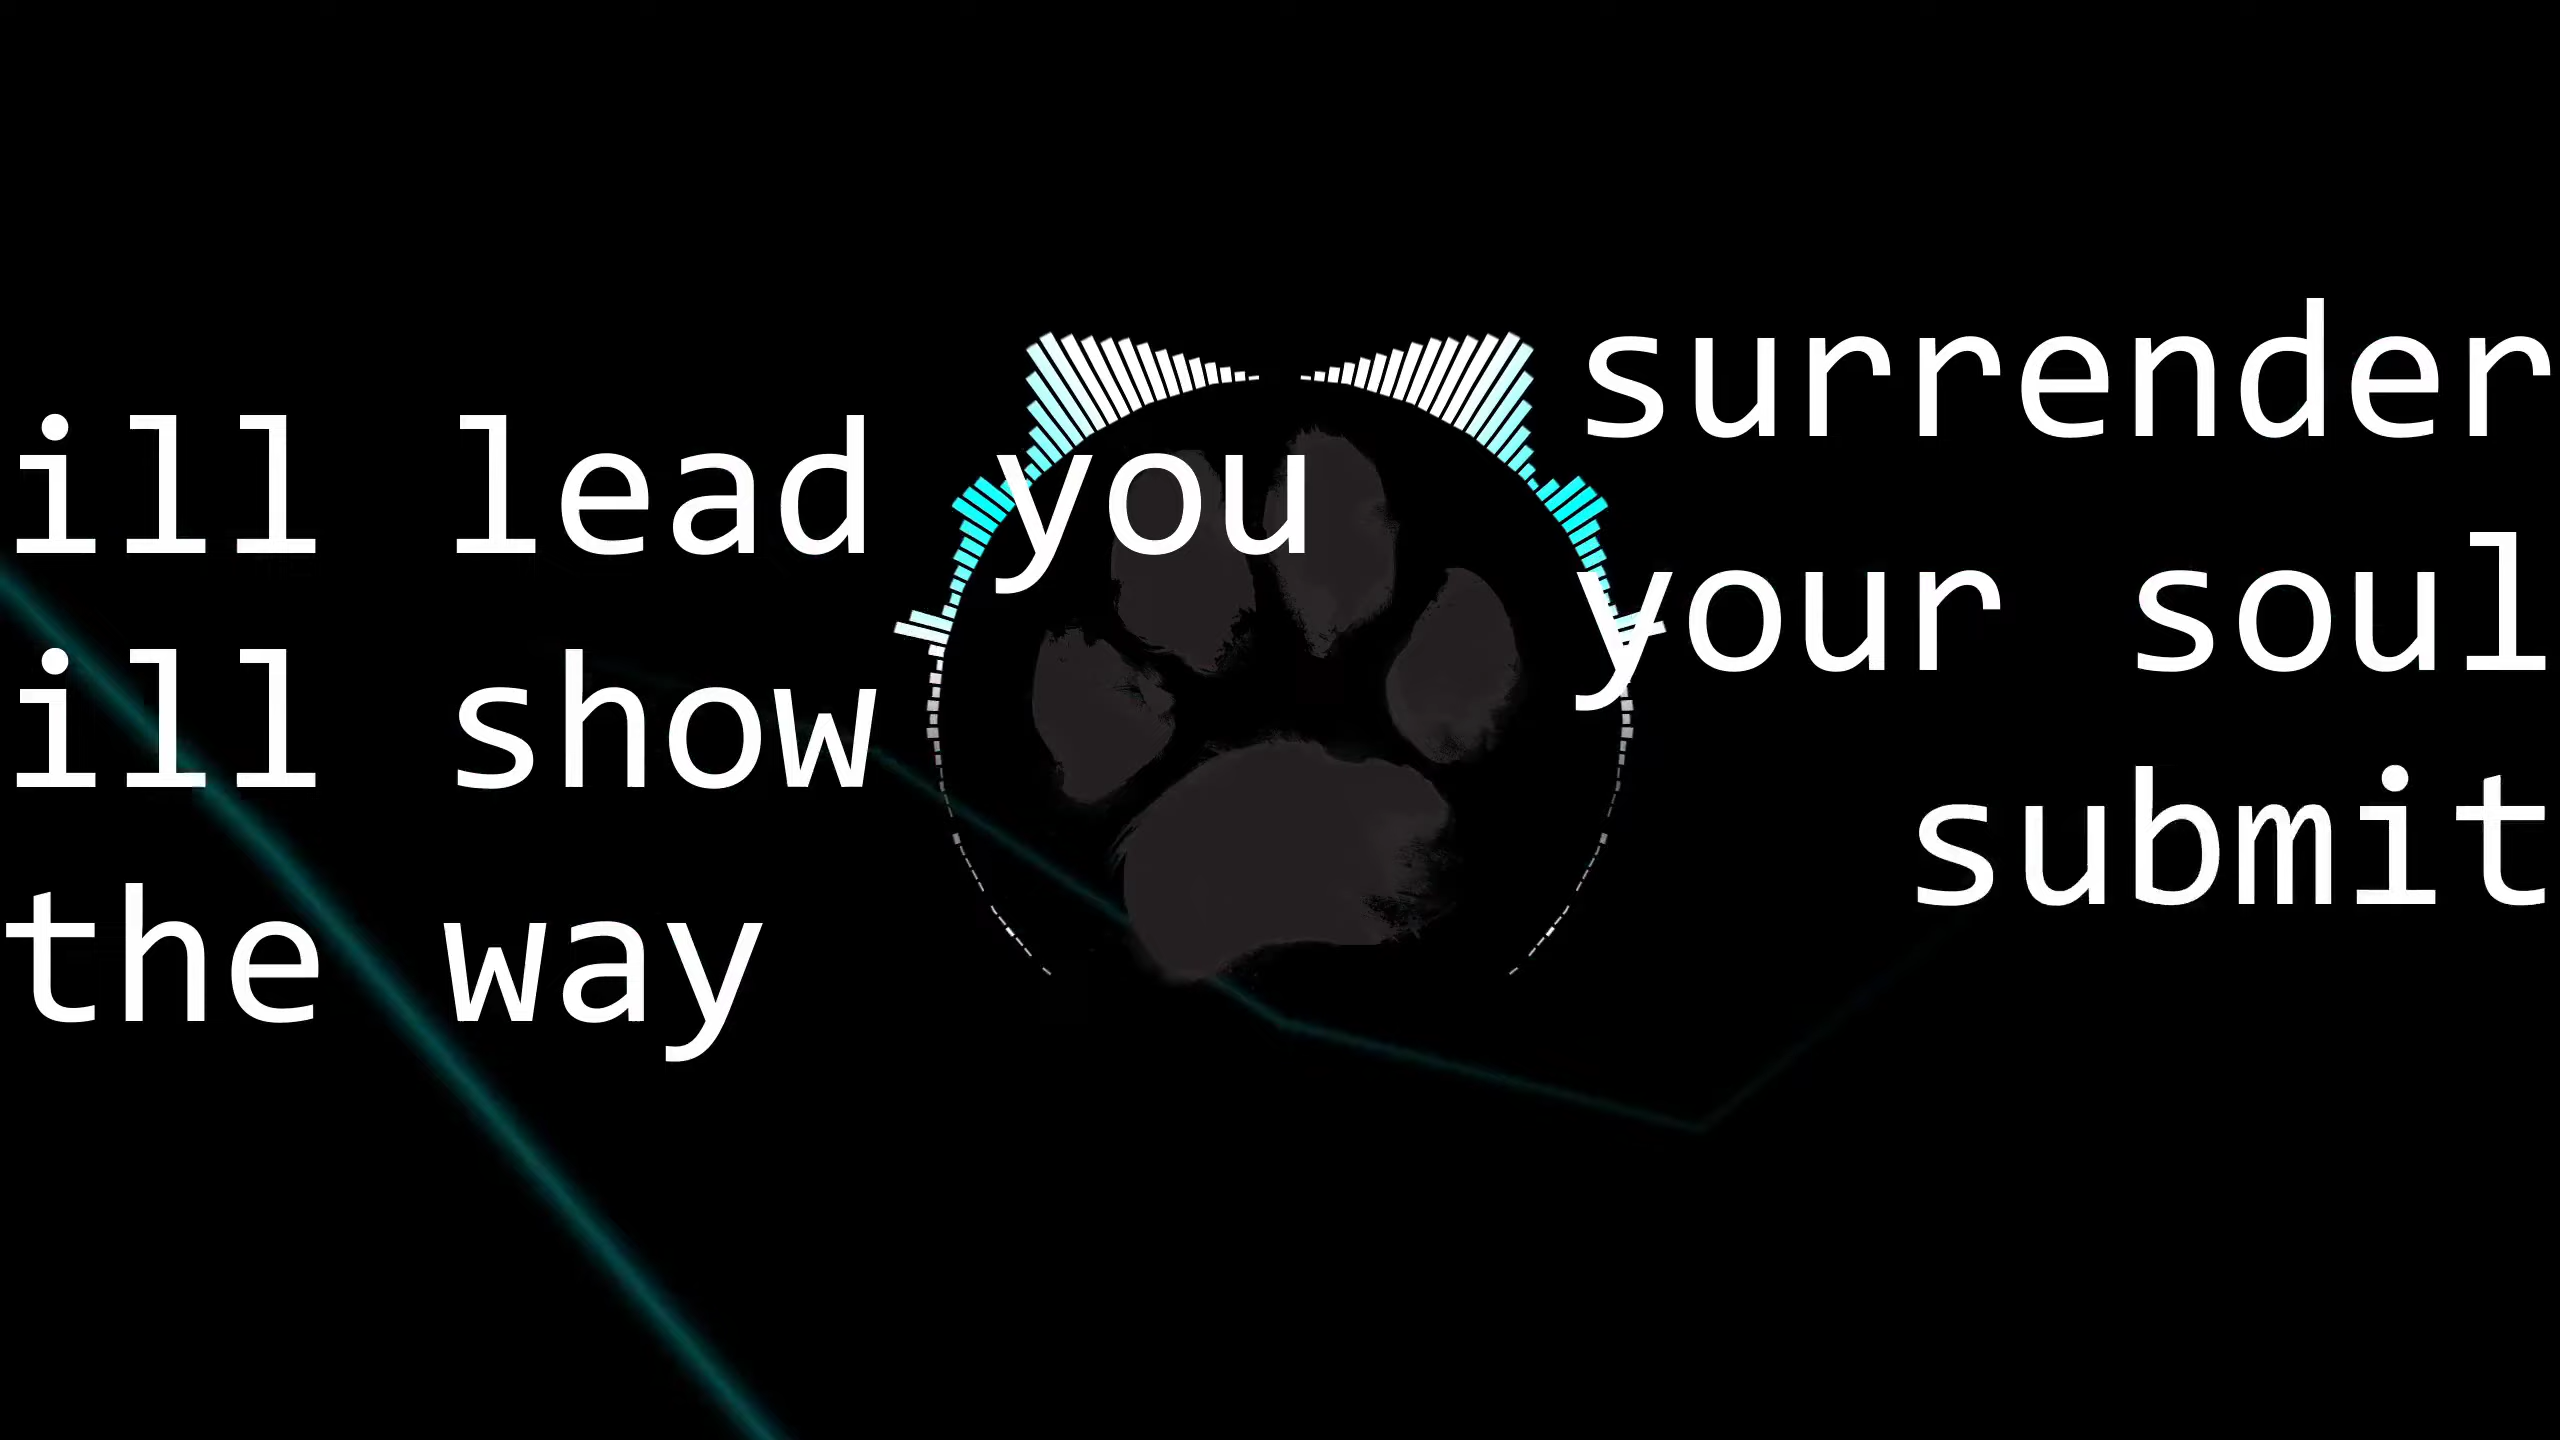 ill lead you
ill show
the way
surrender
your soul
submit